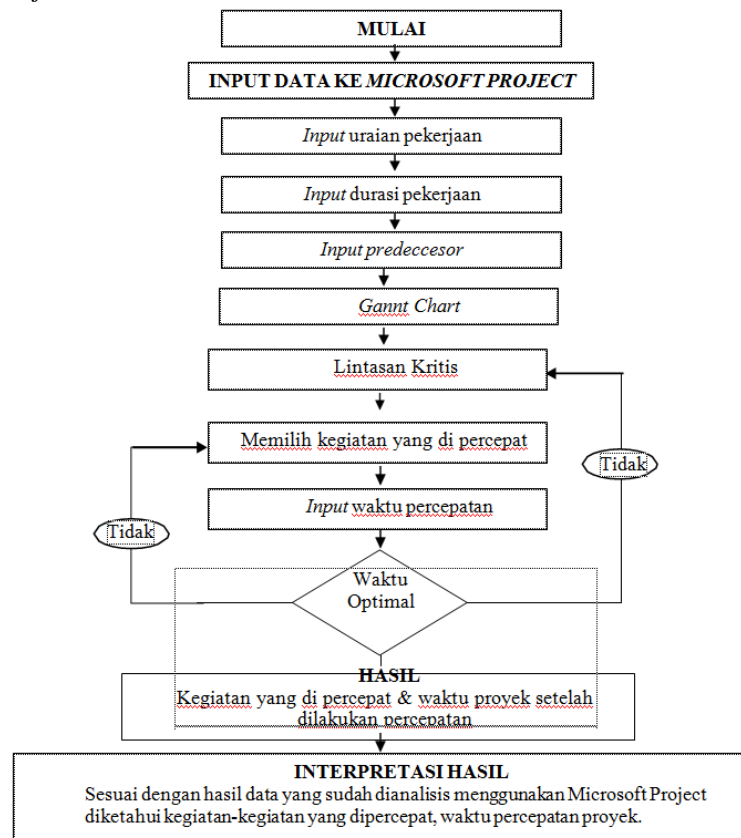 MULAI
INPUT DATA KE MICROSOFT PROJECT
Input uraian pekerjaan
Input durasi pekerjaan
Input predeccesor
Gannt Chart
Lintasan Kritis
Memilih kegiatan yang di percepat
Tidak
Input waktu percepatan
Tidak
Waktu
Optimal
HASIL
Kegiatan yang di percepat & waktu proyek setelah
dilakukan percepatan
INTERPRETASI HASIL
Sesuai dengan hasil data yang sudah dianalisis menggunakan Microsoft Project
diketahui kegiatan-kegiatan yang dipercepat, waktu percepatan proyek.